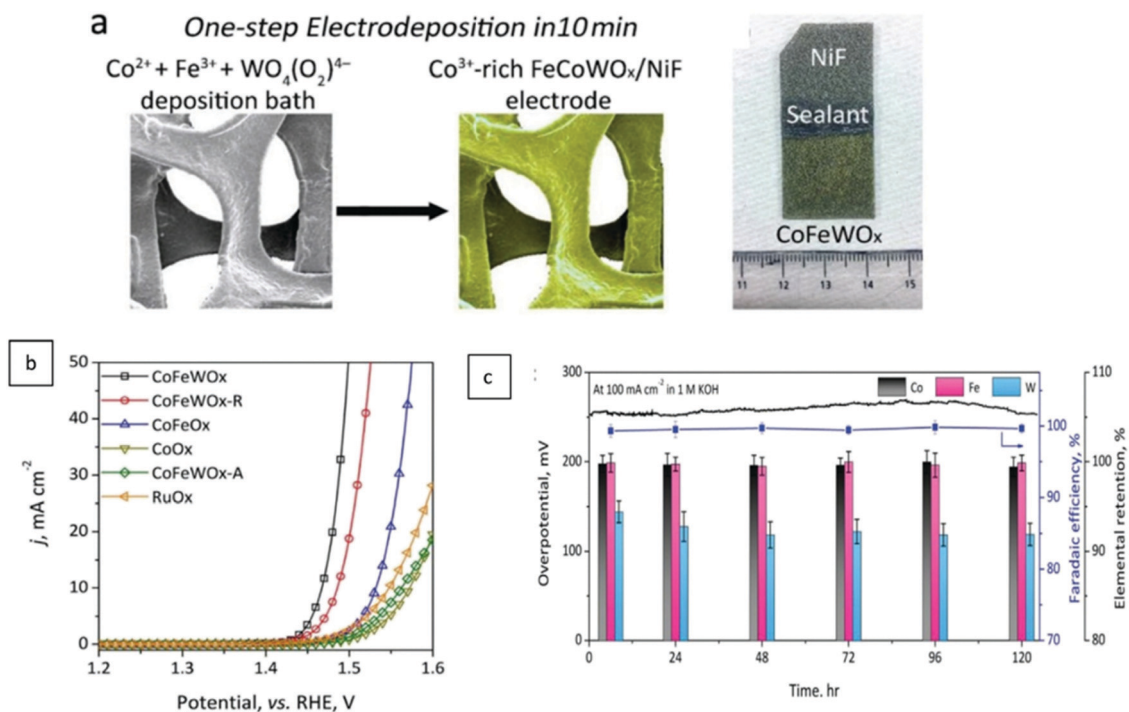 a
One-step Electrodeposition in10 min
Co²⁺ + Fe³⁺ + WO₄(O₂)⁴⁻
deposition bath
Co³⁺-rich FeCoWOₓ/NiF
electrode
NiF
Sealant
CoFeWOₓ
11 12 13 14 15
b
50
40
30
20
10
0
j, mA cm⁻²
CoFeWOx
CoFeWOx-R
CoFeOx
CoOx
CoFeWOx-A
RuOx
1.2 1.3 1.4 1.5 1.6
Potential, vs. RHE, V
c
:
300
200
100
0
Overpotential, mV
At 100 mA cm⁻² in 1 M KOH
Co Fe W
110
100
90
80
Elemental retention, %
100
90
80
70
Faradaic efficiency, %
0 24 48 72 96 120
Time. hr